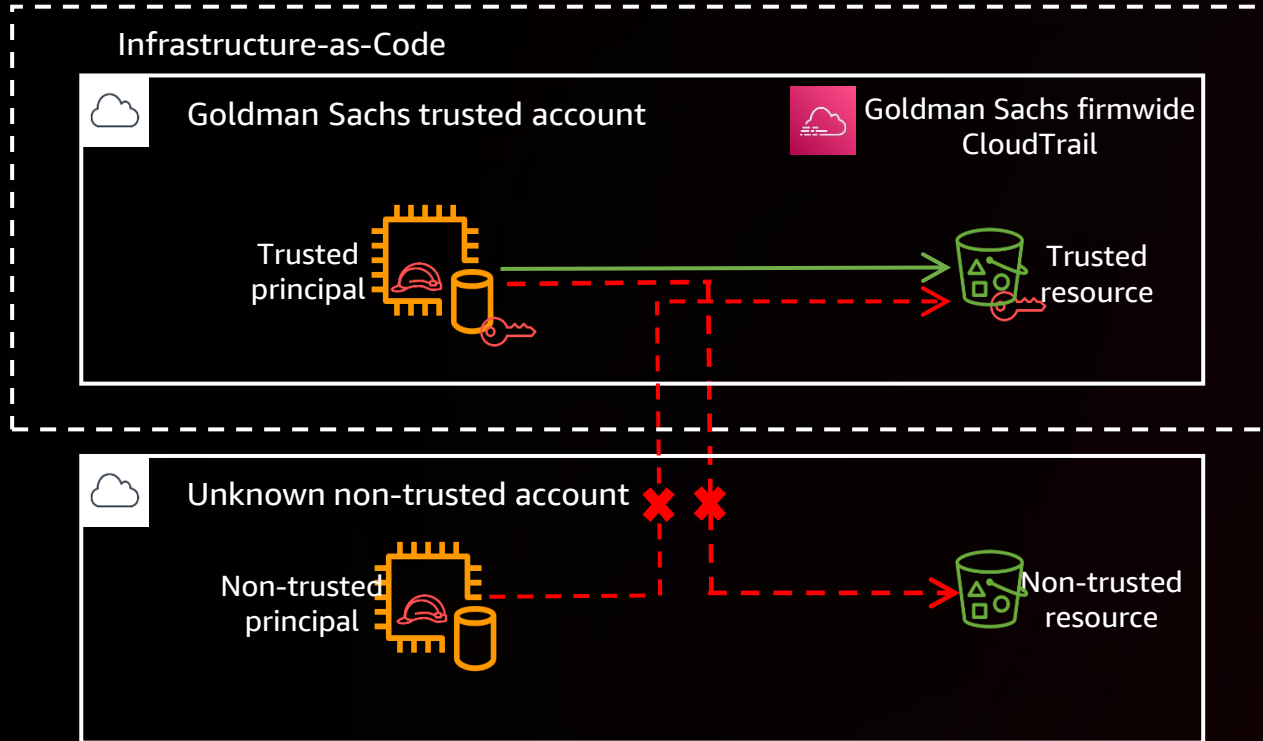 Infrastructure-as-Code
Goldman Sachs trusted account
Goldman Sachs firmwide
CloudTrail
Trusted
principal
Trusted
resource
Unknown non-trusted account
Non-trusted
principal
Non-trusted
resource